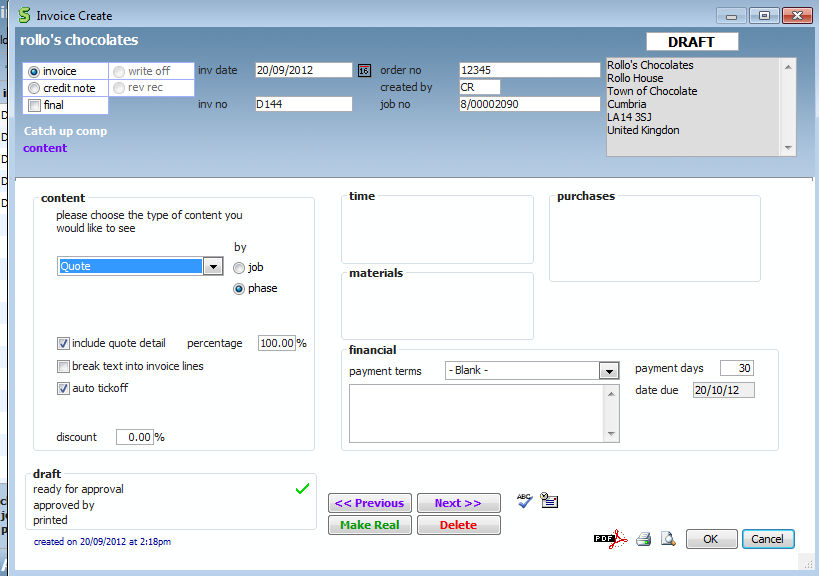 Invoice Create
rollo's chocolates
DRAFT
invoice
write off
credit note
rev rec
final
inv date 20/09/2012 16
order no 12345
created by CR
inv no D144
job no 8/00002090
Rollo's Chocolates
Rollo House
Town of Chocolate
Cumbria
LA14 3SJ
United Kingdon
Catch up comp
content
content
please choose the type of content you
would like to see
by
Quote
job
phase
include quote detail percentage 100.00 %
break text into invoice lines
auto tickoff
discount 0.00 %
time
materials
purchases
financial
payment terms - Blank -
payment days 30
date due 20/10/12
draft
ready for approval
approved by
printed
created on 20/09/2012 at 2:18pm
<< Previous Next >>
Make Real Delete
ABC
PDF
OK Cancel